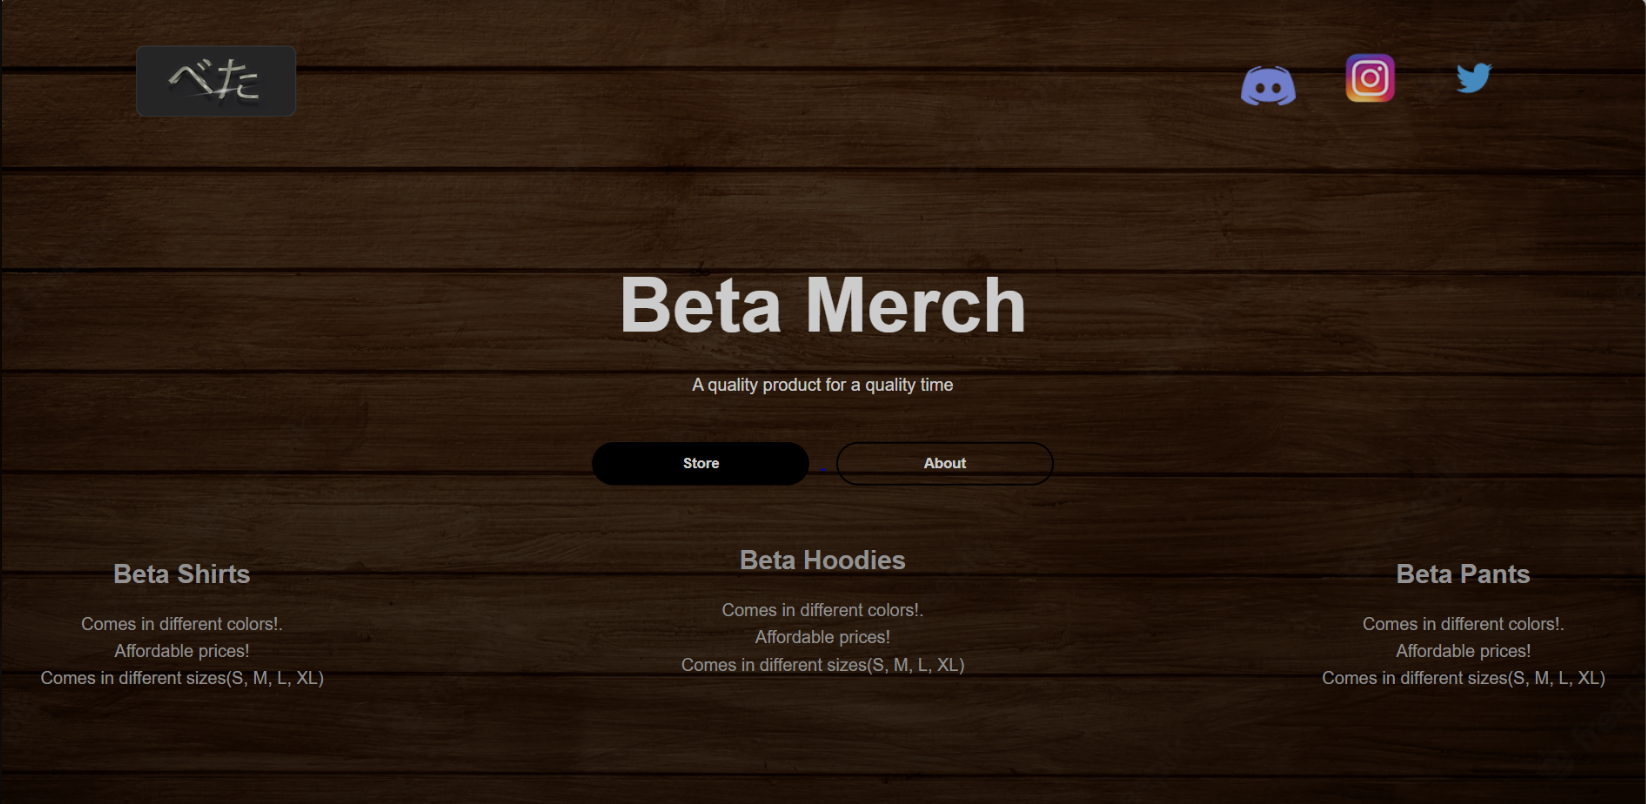 べた
Beta Merch
A quality product for a quality time
Store
About
Beta Shirts
Comes in different colors!.
Affordable prices!
Comes in different sizes(S, M, L, XL)
Beta Hoodies
Comes in different colors!.
Affordable prices!
Comes in different sizes(S, M, L, XL)
Beta Pants
Comes in different colors!.
Affordable prices!
Comes in different sizes(S, M, L, XL)